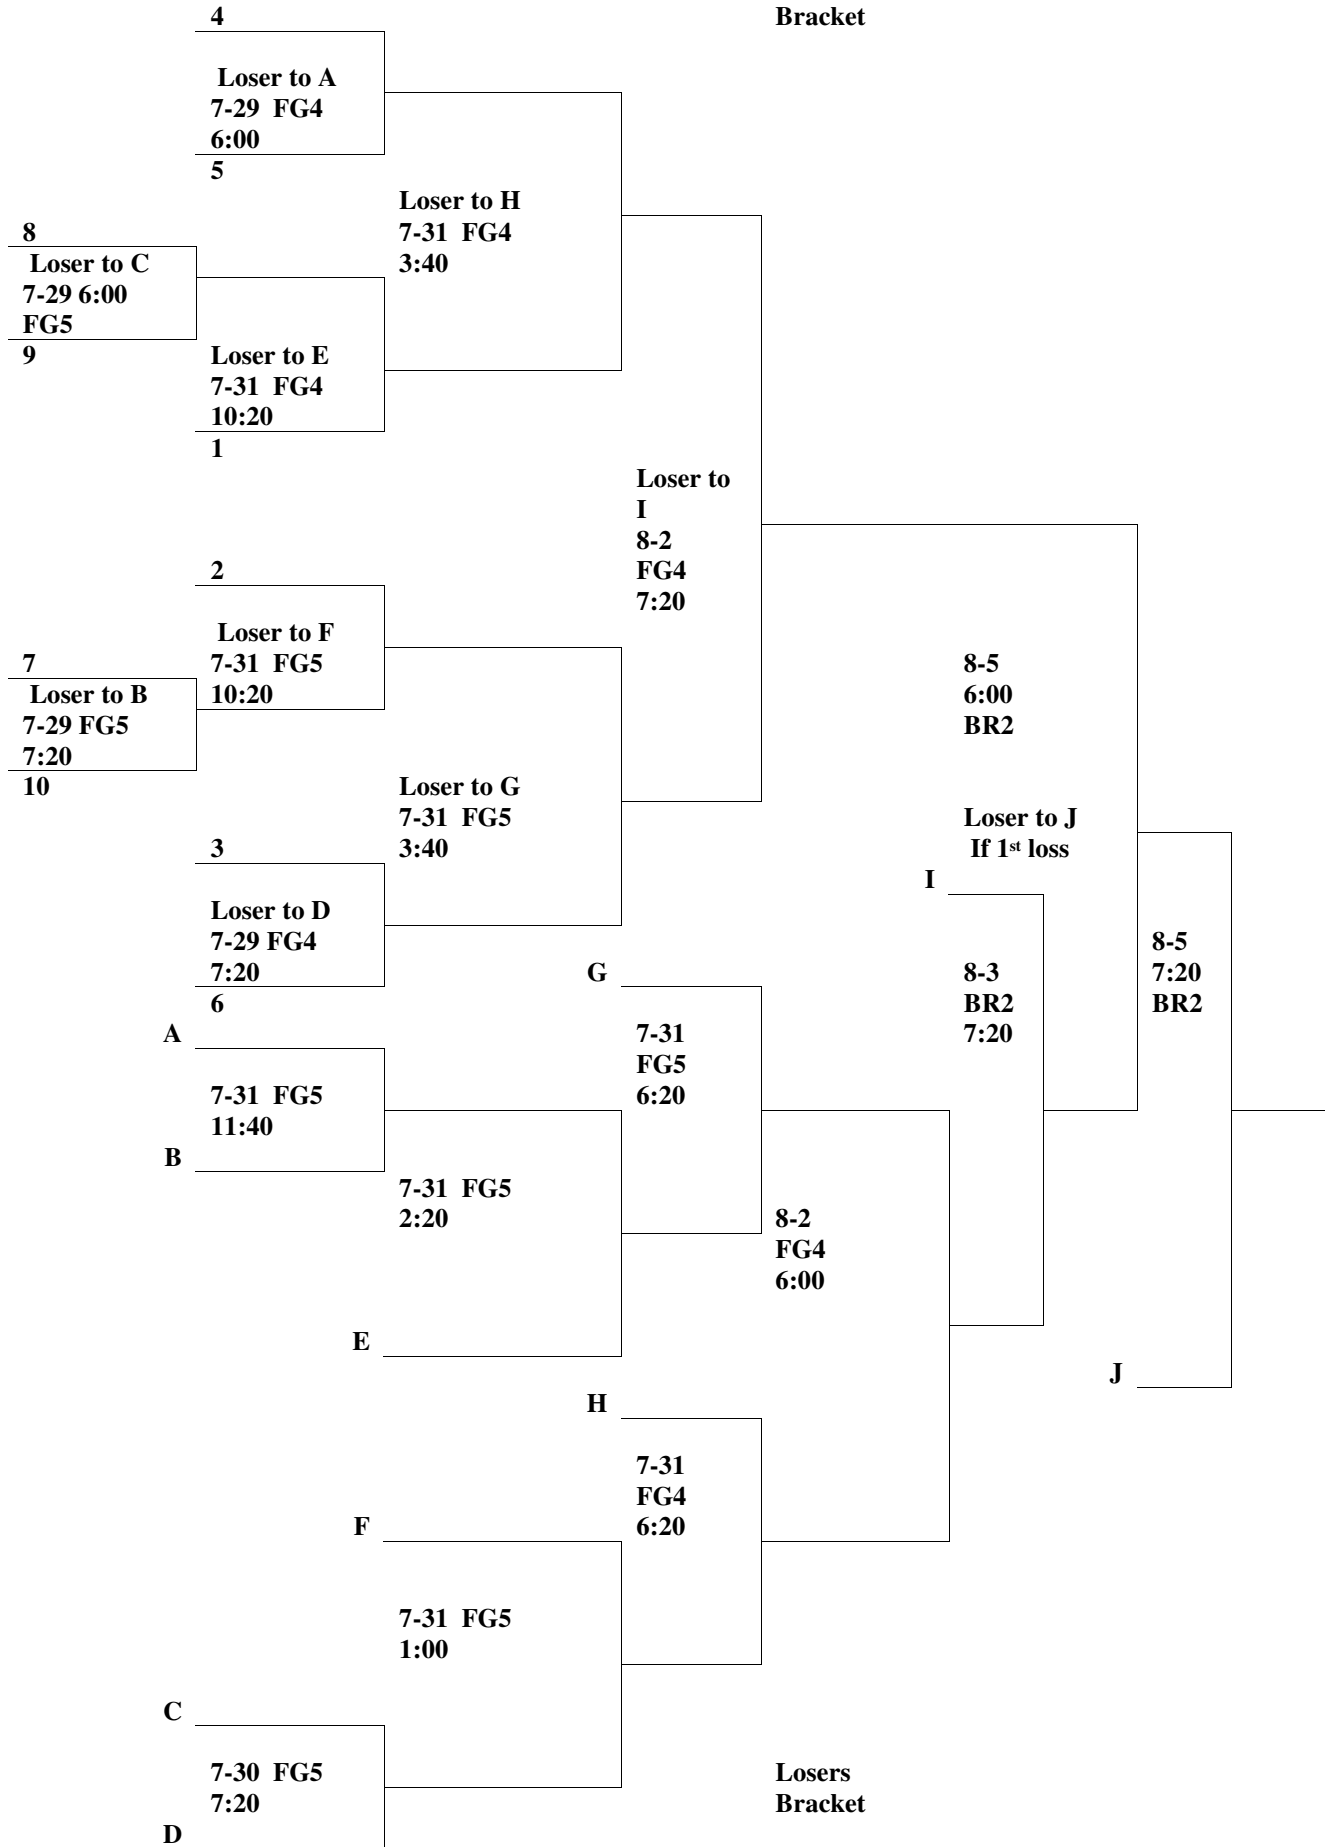 4
Bracket
Loser to A
7-29 FG4
6:00
5
Loser to H
7-31 FG4
3:40
8
Loser to C
7-29 6:00
FG5
9
Loser to E
7-31 FG4
10:20
1
Loser to
I
8-2
FG4
7:20
2
Loser to F
7-31 FG5
10:20
7
Loser to B
7-29 FG5
7:20
10
8-5
6:00
BR2
Loser to G
7-31 FG5
3:40
Loser to J
If 1st loss
3
Loser to D
7-29 FG4
7:20
6
I
8-3
BR2
7:20
8-5
7:20
BR2
G
7-31
FG5
6:20
A
7-31 FG5
11:40
B
7-31 FG5
2:20
8-2
FG4
6:00
E
J
H
7-31
FG4
6:20
F
7-31 FG5
1:00
C
7-30 FG5
7:20
D
Losers
Bracket